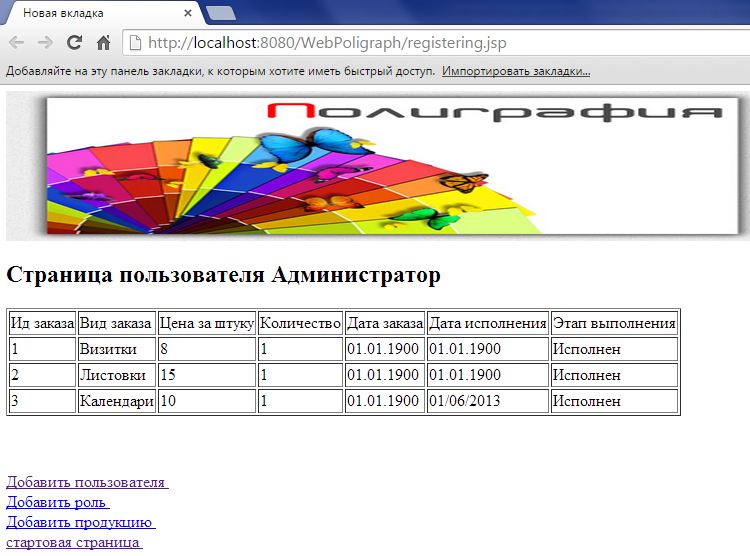 Новая вкладка
http://localhost:8080/WebPoligraph/registering.jsp
Добавляйте на эту панель закладки, к которым хотите иметь быстрый доступ. Импортировать закладки...
Полиграфия
Страница пользователя Администратор
Ид заказа Вид заказа Цена за штуку Количество Дата заказа Дата исполнения Этап выполнения
1 Визитки 8 1 01.01.1900 01.01.1900 Исполнен
2 Листовки 15 1 01.01.1900 01.01.1900 Исполнен
3 Календари 10 1 01.01.1900 01/06/2013 Исполнен
Добавить пользователя
Добавить роль
Добавить продукцию
стартовая страница